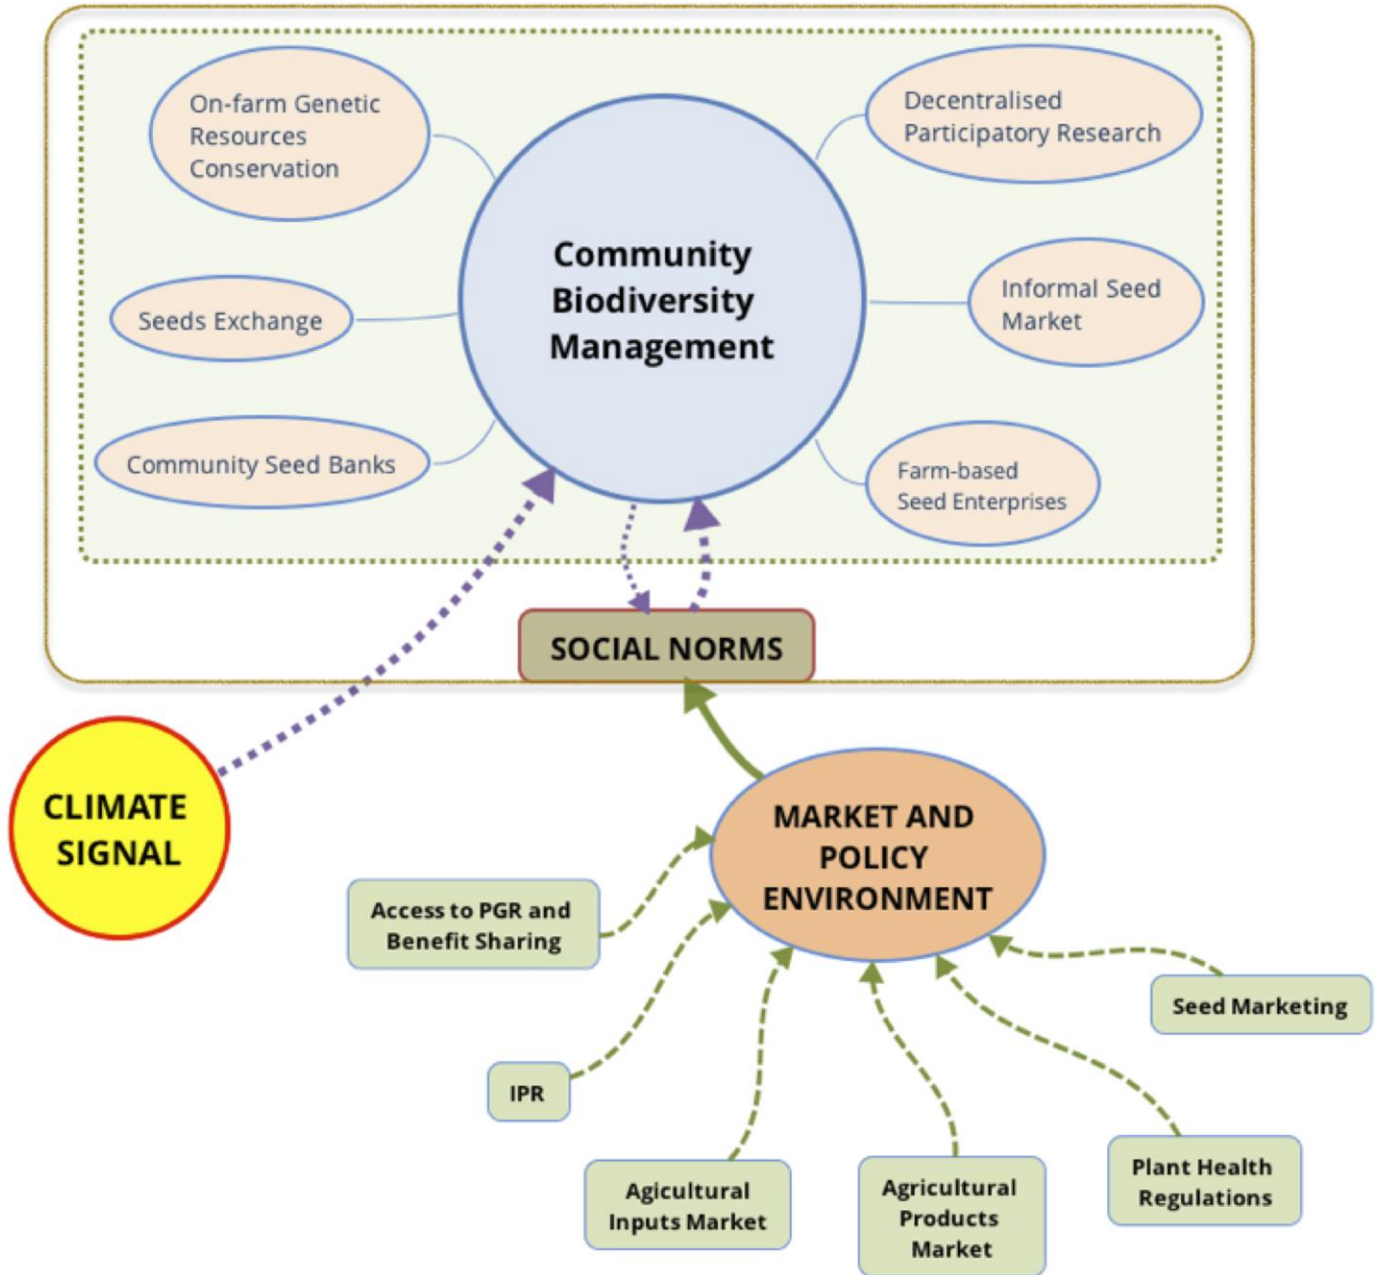 On-farm Genetic
Resources
Conservation
Decentralised
Participatory Research
Community
Biodiversity
Management
Seeds Exchange
Informal Seed
Market
Community Seed Banks
Farm-based
Seed Enterprises
SOCIAL NORMS
CLIMATE
SIGNAL
MARKET AND
POLICY
ENVIRONMENT
Access to PGR and
Benefit Sharing
IPR
Agicultural
Inputs Market
Agricultural
Products
Market
Plant Health
Regulations
Seed Marketing